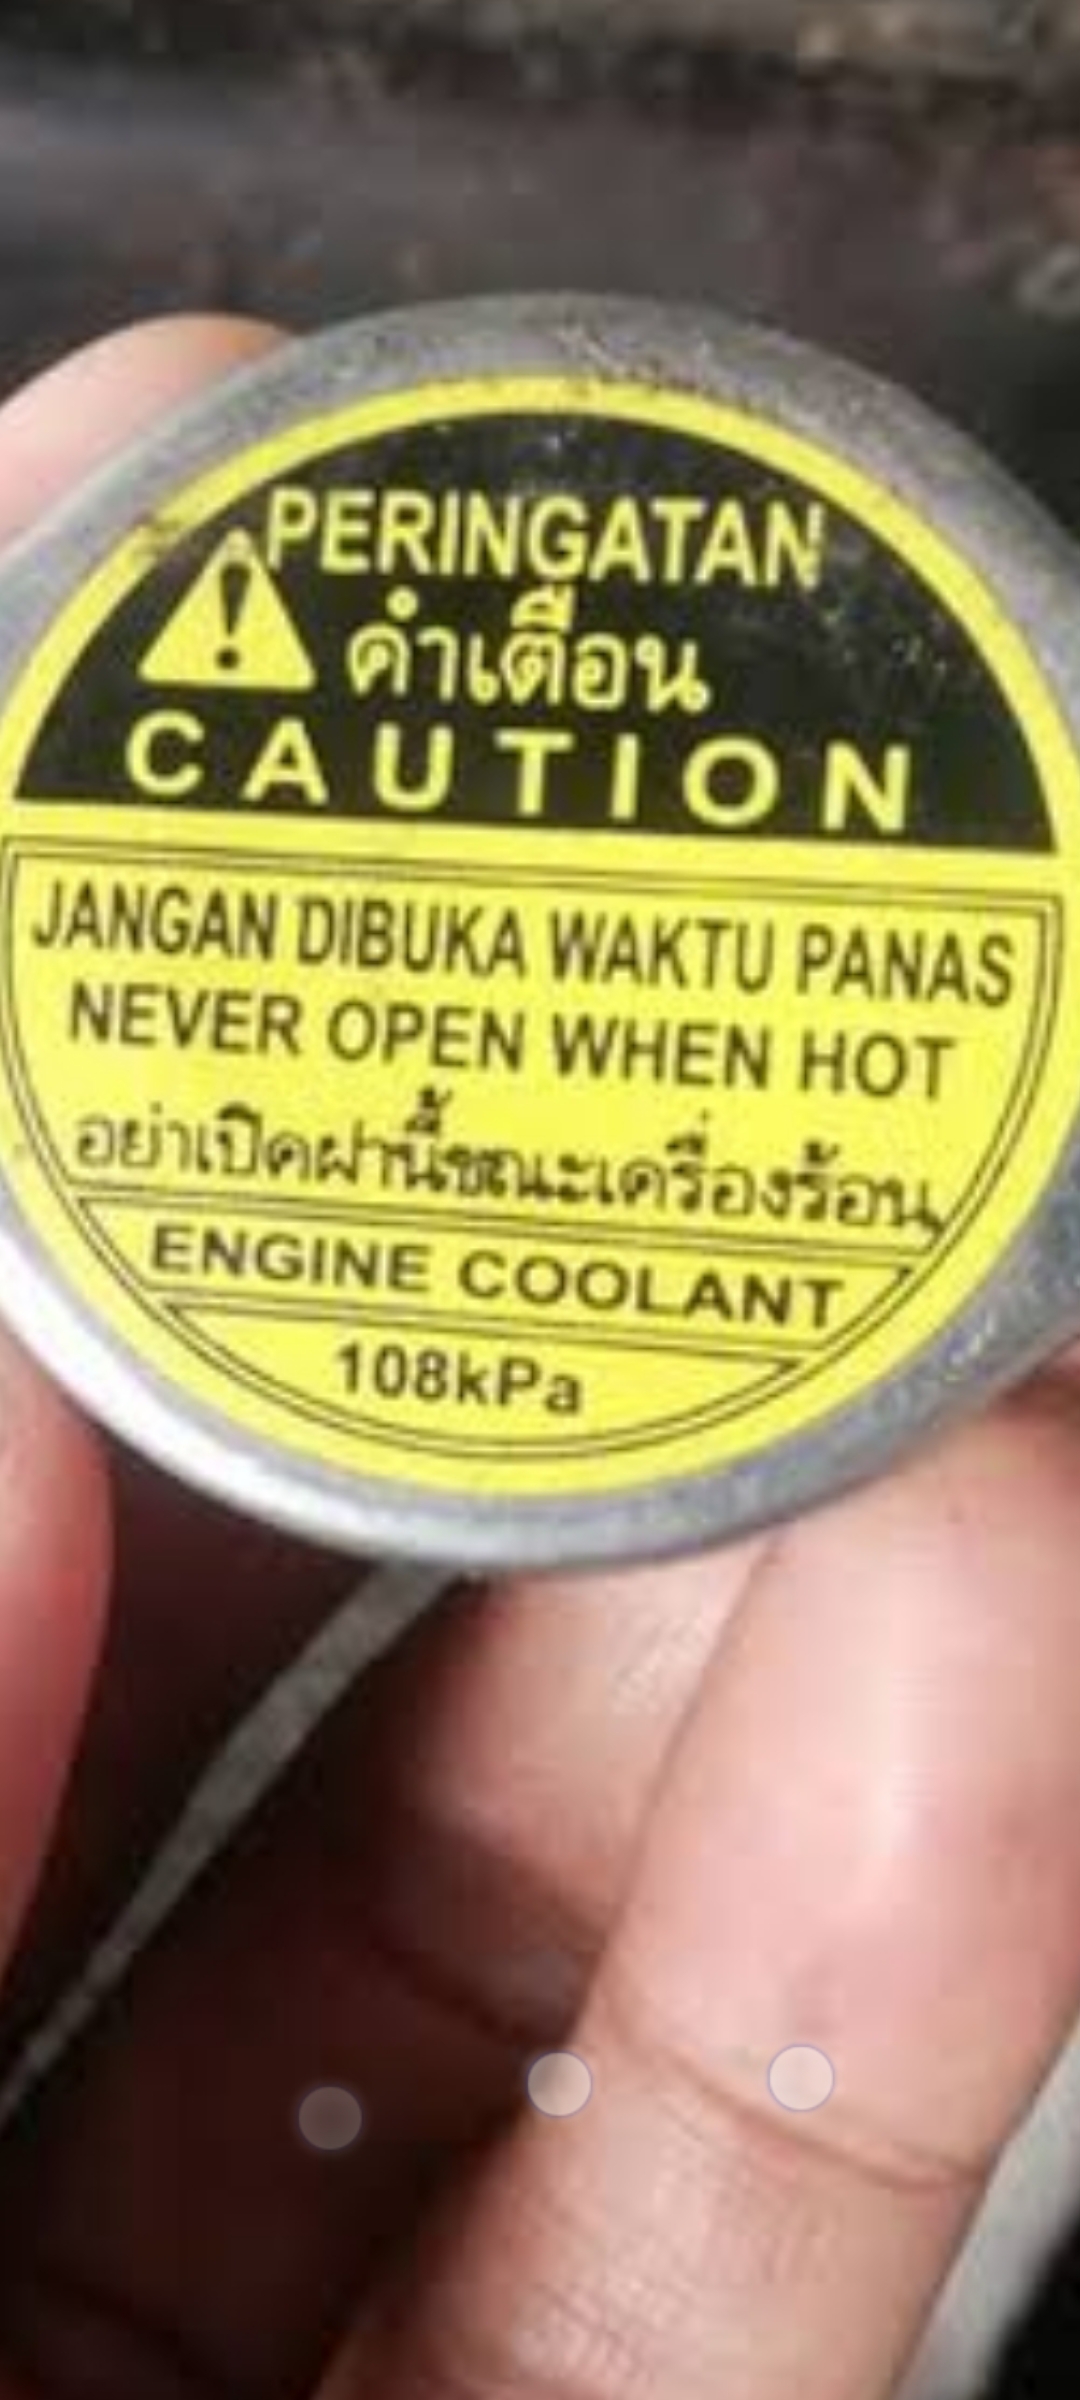 PERINGATAN
คำเตือน
CAUTION
JANGAN DIBUKA WAKTU PANAS
NEVER OPEN WHEN HOT
อย่าเปิดฝานี้ขณะเครื่องร้อน
ENGINE COOLANT
108kPa